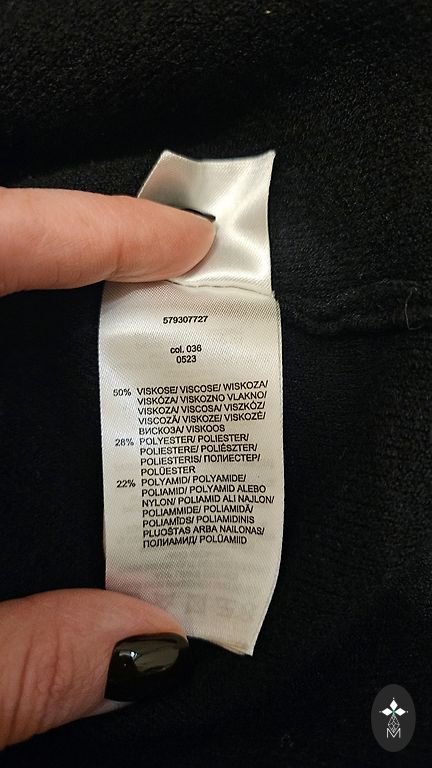 579307727
col. 036
0523
50% VISKOSE/ VISCOSE/ WISKOZA/
VISKÓZA/ VISKOZNO VLAKNO/
VISKOZA/ VISCOSA/ VISZKÓZ/
VISCOZĂ/ VISKOZE/ VISKOZĖ/
ВИСКОЗА/ VISKOOS
28% POLYESTER/ POLIESTER/
POLIESTERE/ POLIÉSZTER/
POLIESTERIS/ ПОЛИЕСТЕР/
POLÜESTER
22% POLYAMID/ POLYAMIDE/
POLIAMID/ POLYAMID ALEBO
NYLON/ POLIAMID ALI NAJLON/
POLIAMMIDE/ POLIAMIDĂ/
POLIAMĪDS/ POLIAMIDINIS
PLUOŠTAS ARBA NAILONAS/
ПОЛИАМИД/ POLÜAMIID
M